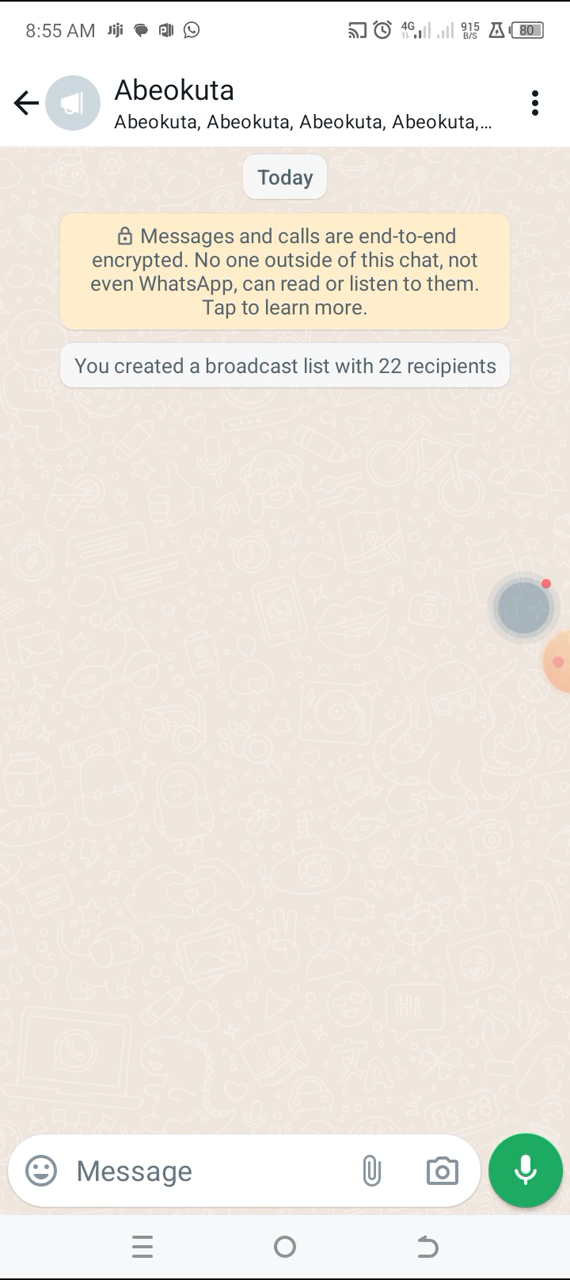 8:55 AM Jiji 4G 915 B/S 80
Abeokuta
Abeokuta, Abeokuta, Abeokuta, Abeokuta,...
Today
Messages and calls are end-to-end
encrypted. No one outside of this chat, not
even WhatsApp, can read or listen to them.
Tap to learn more.
You created a broadcast list with 22 recipients
Hi
Message